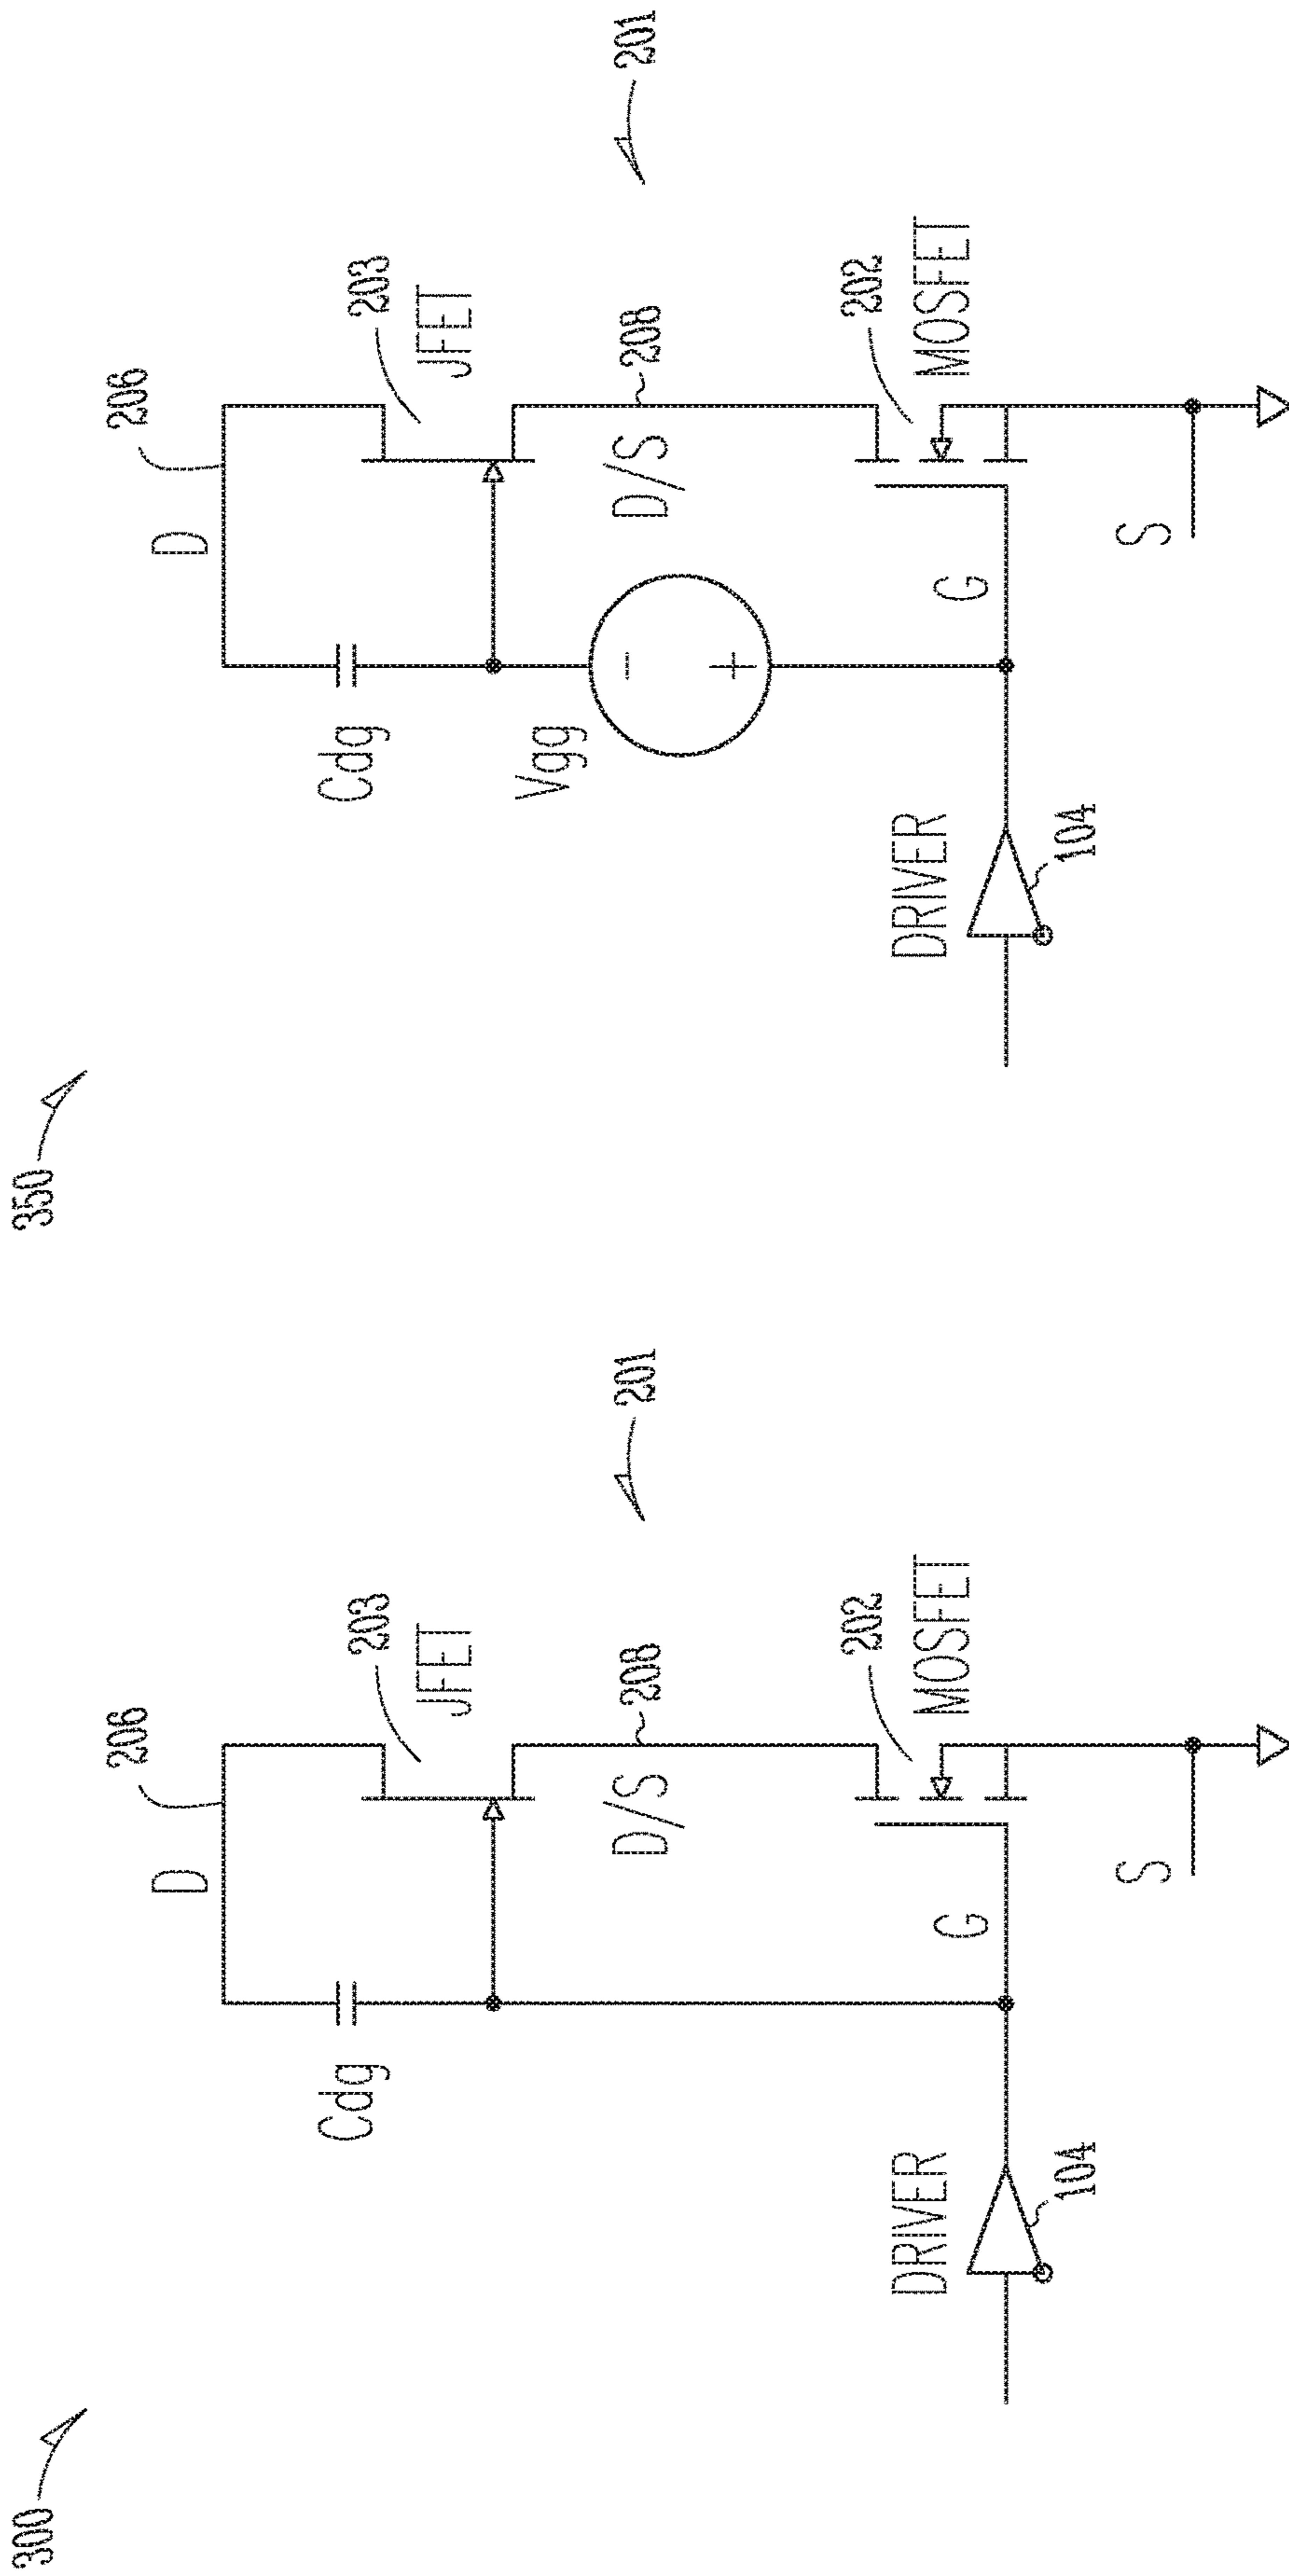 300
206
D
203
JFET
Cdg
D/S
208
201
202
MOSFET
DRIVER
G
104
S
350
206
D
203
JFET
Cdg
Vgg
-
+
D/S
208
201
202
MOSFET
DRIVER
G
104
S